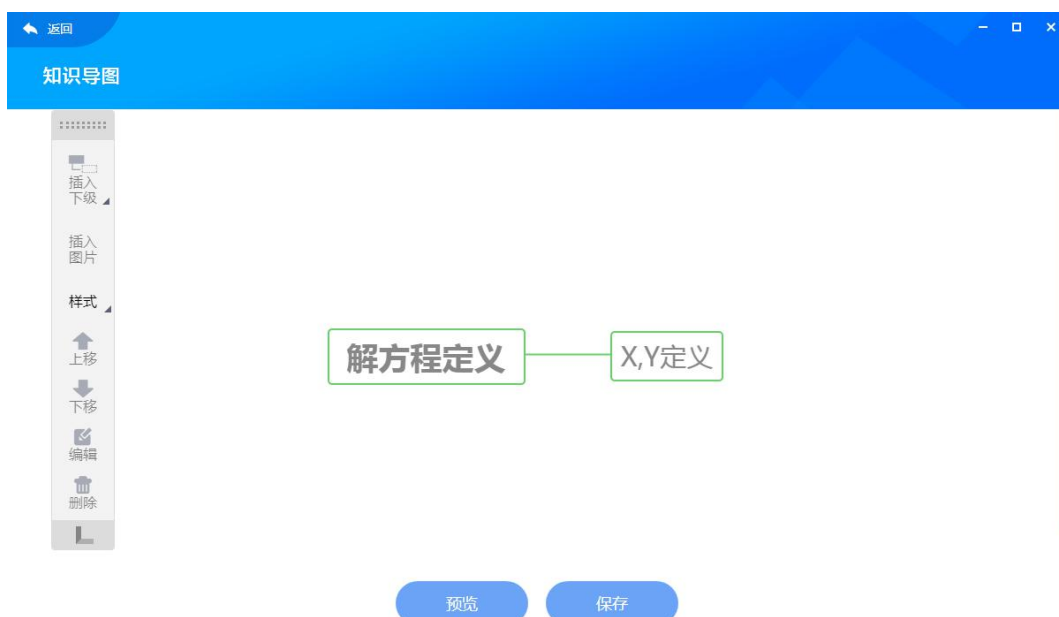 返回
知识导图
插入
下级
插入
图片
样式
上移
下移
编辑
删除
解方程定义
X,Y定义
预览
保存